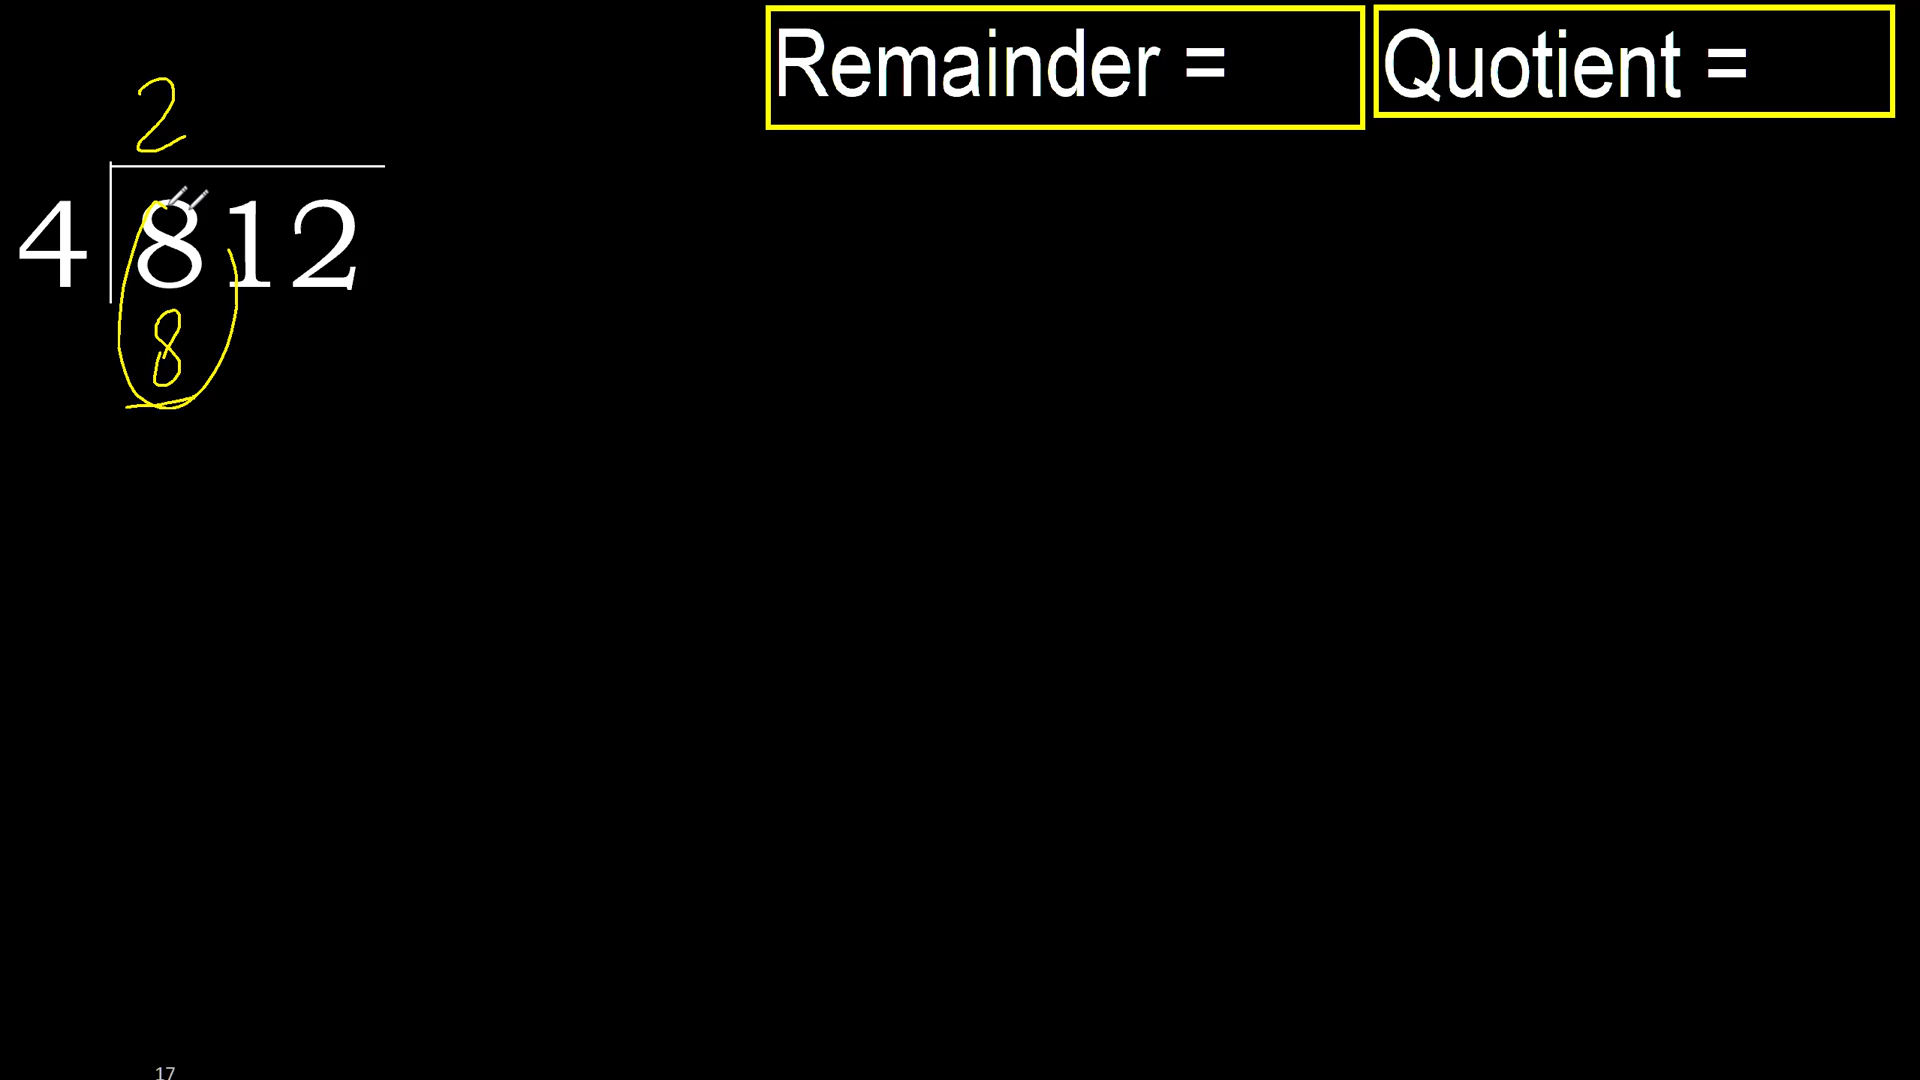 Remainder = Quotient =
2
4 812
8
17